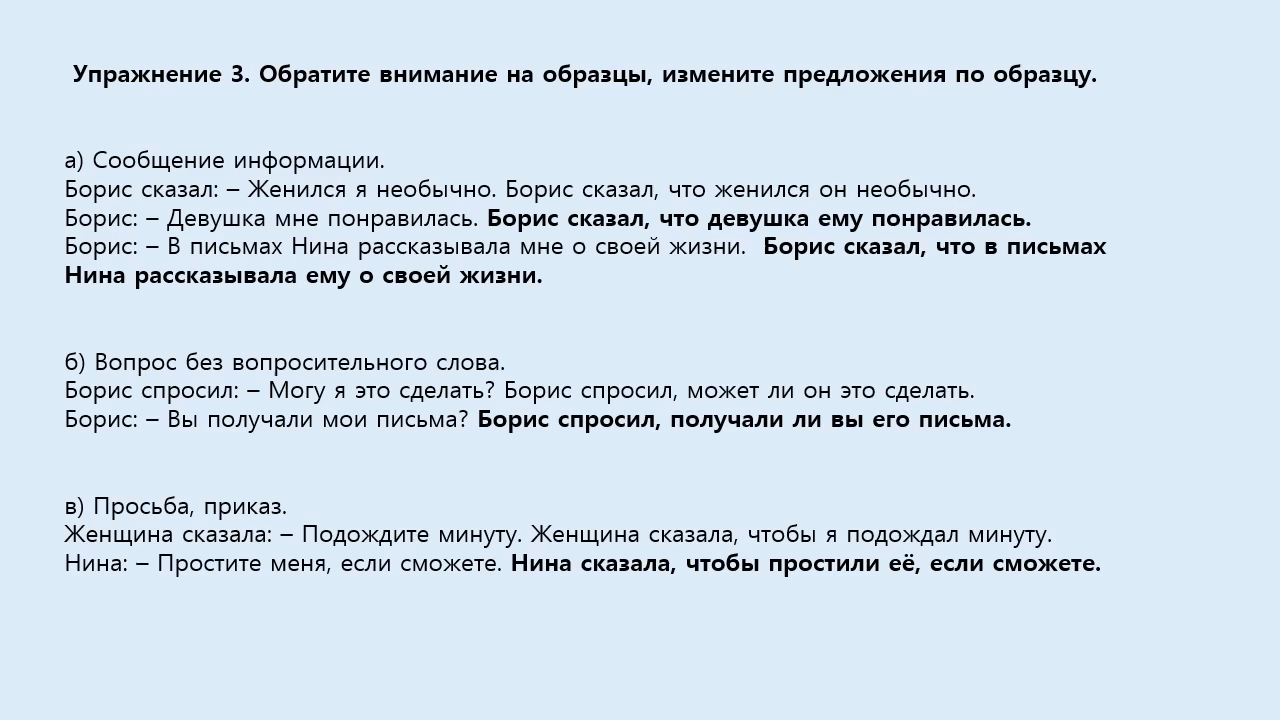 Упражнение 3. Обратите внимание на образцы, измените предложения по образцу.
а) Сообщение информации.
Борис сказал: – Женился я необычно. Борис сказал, что женился он необычно.
Борис: – Девушка мне понравилась. Борис сказал, что девушка ему понравилась.
Борис: – В письмах Нина рассказывала мне о своей жизни. Борис сказал, что в письмах
Нина рассказывала ему о своей жизни.
б) Вопрос без вопросительного слова.
Борис спросил: – Могу я это сделать? Борис спросил, может ли он это сделать.
Борис: – Вы получали мои письма? Борис спросил, получали ли вы его письма.
в) Просьба, приказ.
Женщина сказала: – Подождите минуту. Женщина сказала, чтобы я подождал минуту.
Нина: – Простите меня, если сможете. Нина сказала, чтобы простили её, если сможете.